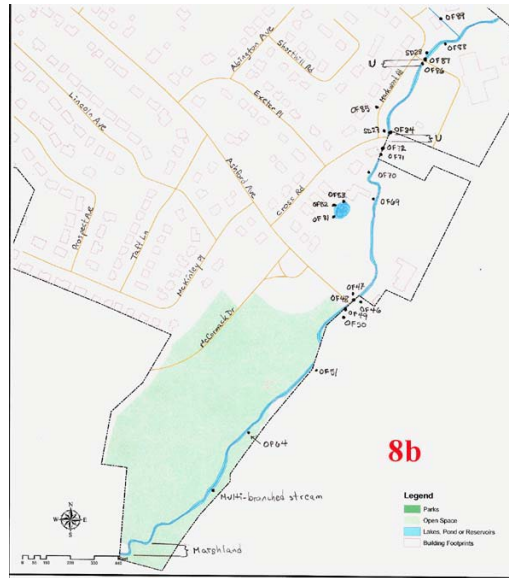 OF89
OF88
SD28
OF87
OF86
U
Abington Ave
Shorthill Rd
Exeter Pl
Lincoln Ave
OF85
SD27
OF84
U
OF72
OF71
OF70
OF69
Ashford Ave
Cross Rd
OF83
OF82
OF81
Prospect Ave
Taft Ln
McKinley Pl
OF47
OF48
OF46
OF49
OF50
McCormack Dr
OF51
OF64
8b
Multi-branched stream
Marshland
N
W
E
S
Legend
Parks
Open Space
Lakes, Pond or Reservoirs
Building Footprints